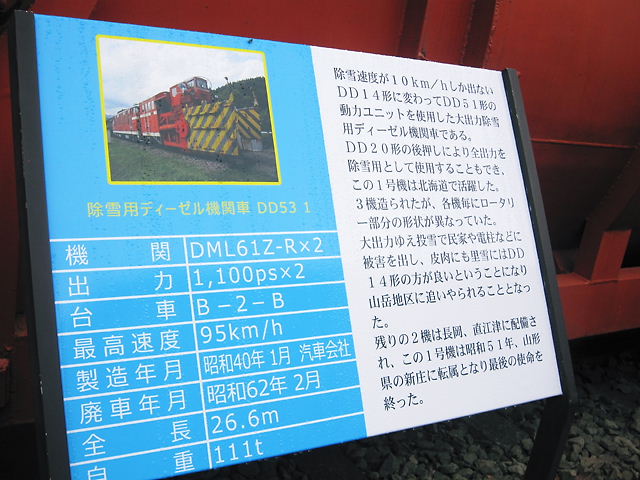 除雪用ディーゼル機関車 DD53 1
機関 DML61Z-R×2
出力 1,100ps×2
台車 B－2－B
最高速度 95km/h
製造年月 昭和40年 1月 汽車会社
廃車年月 昭和62年 2月
全長 26.6m
自重 111t
除雪速度が１０ｋｍ／ｈしか出ない
ＤＤ１４形に変わってＤＤ５１形の
動力ユニットを使用した大出力除雪
用ディーゼル機関車である。
ＤＤ２０形の後押しにより全出力を
除雪用として使用することもでき、
この１号機は北海道で活躍した。
３機造られたが、各機毎にロータリ
ー部分の形状が異なっていた。
大出力ゆえ投雪で民家や電柱などに
被害を出し、皮肉にも里雪にはＤＤ
１４形の方が良いということになり
山岳地区に追いやられることとなっ
た。
残りの２機は長岡、直江津に配備さ
れ、この１号機は昭和５１年、山形
県の新庄に転属となり最後の使命を
終った。